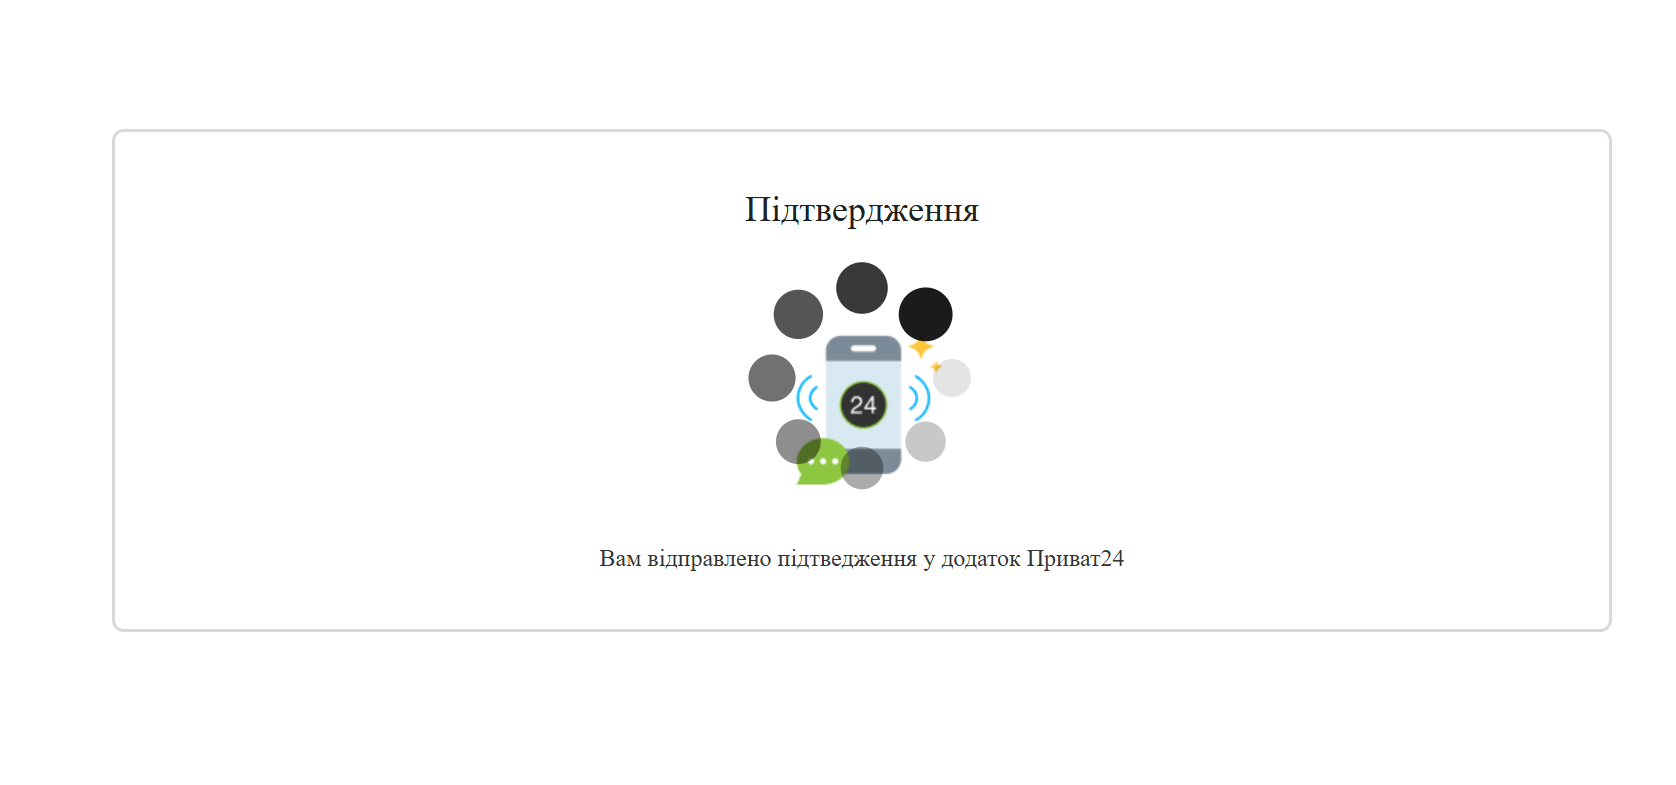 Підтвердження
24
Вам відправлено підтведження у додаток Приват24